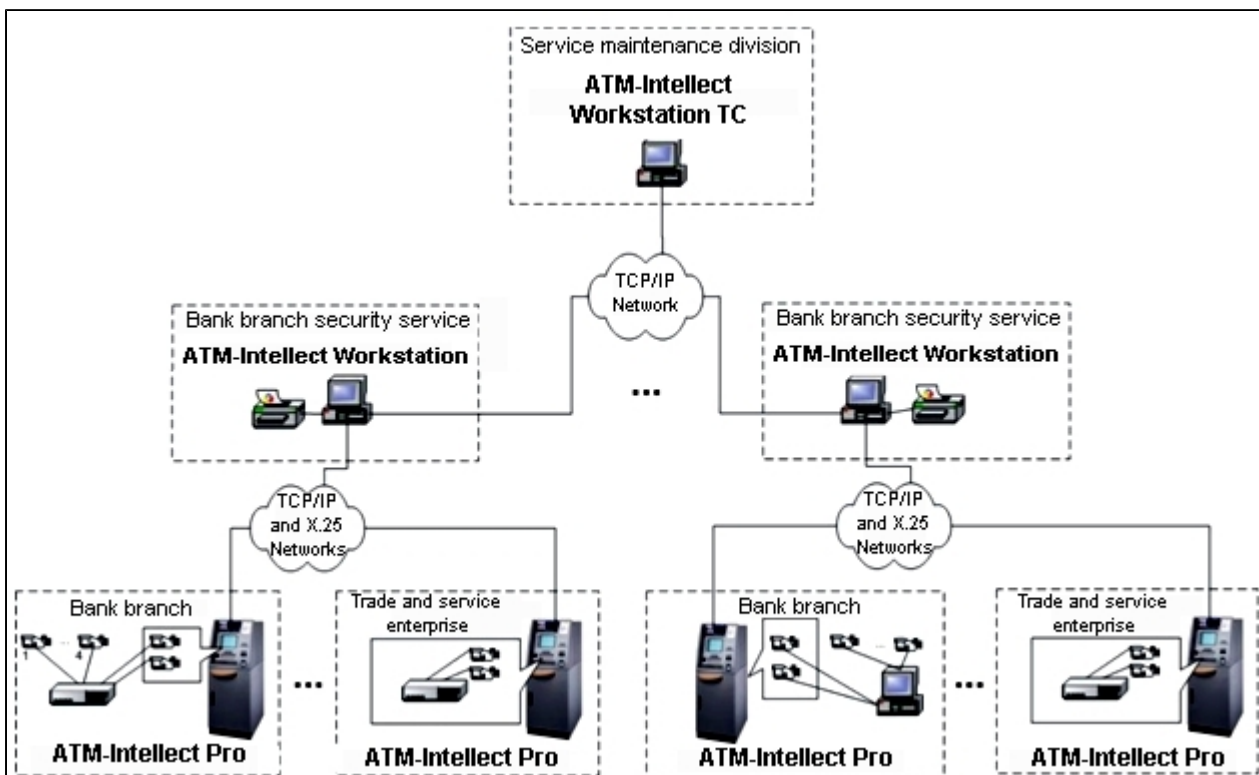 Service maintenance division
ATM-Intellect
Workstation TC
TCP/IP
Network
Bank branch security service
ATM-Intellect Workstation
...
Bank branch security service
ATM-Intellect Workstation
TCP/IP
and X.25
Networks
TCP/IP
and X.25
Networks
Bank branch
1 ... 4
ATM-Intellect Pro
...
Trade and service
enterprise
ATM-Intellect Pro
Bank branch
...
ATM-Intellect Pro
...
Trade and service
enterprise
ATM-Intellect Pro